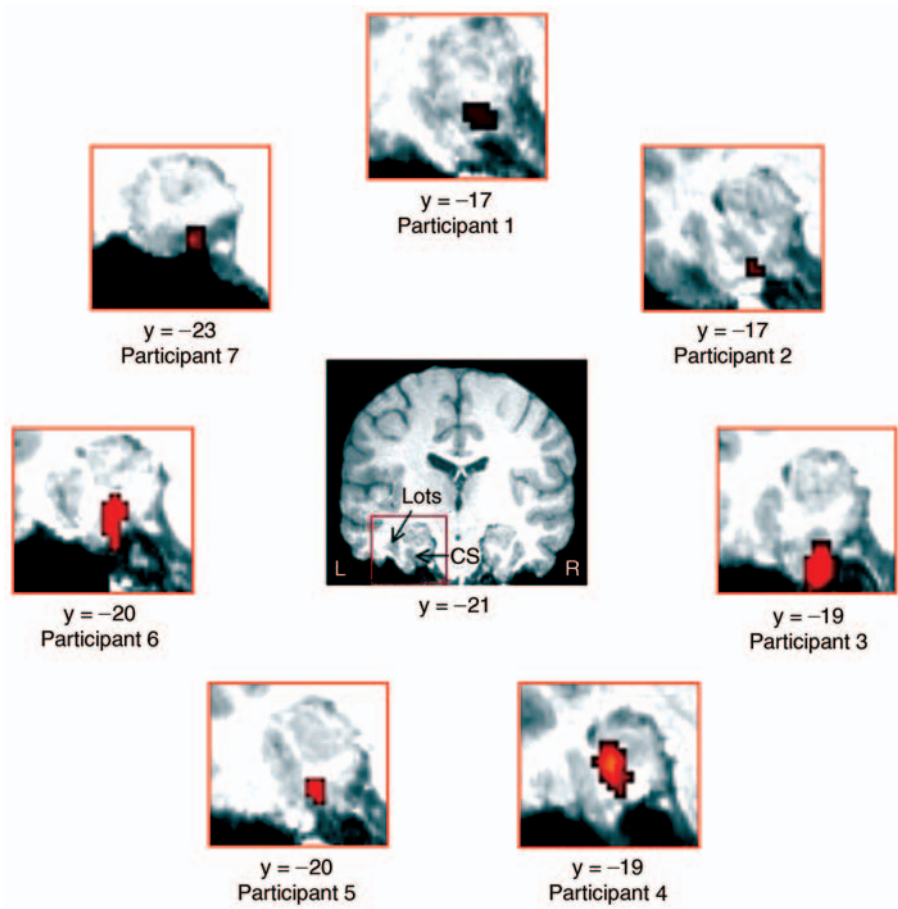 y = −17
Participant 1
y = −17
Participant 2
y = −23
Participant 7
Lots
CS
L
R
y = −21
y = −20
Participant 6
y = −19
Participant 3
y = −20
Participant 5
y = −19
Participant 4